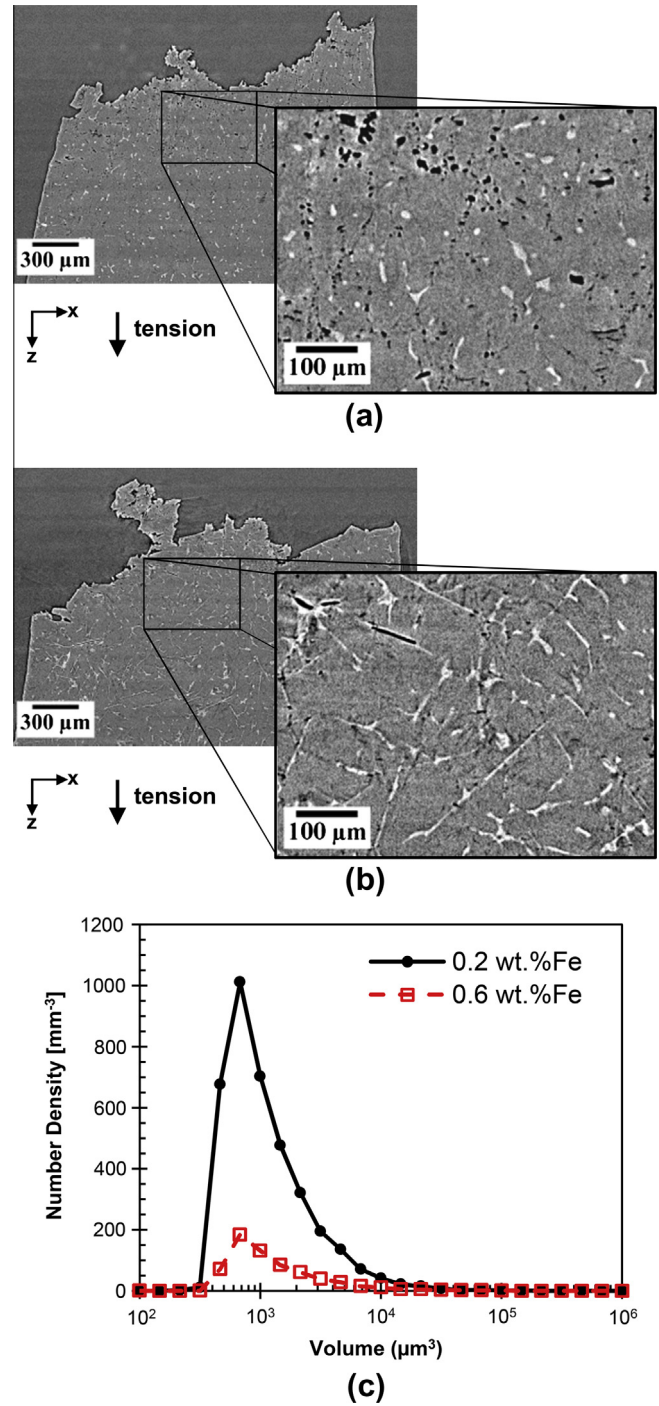 300 µm
x
z
tension
100 µm
(a)
300 µm
x
z
tension
100 µm
(b)
1200
1000
800
600
400
200
0
Number Density [mm⁻³]
0.2 wt.%Fe
0.6 wt.%Fe
10² 10³ 10⁴ 10⁵ 10⁶
Volume (µm³)
(c)